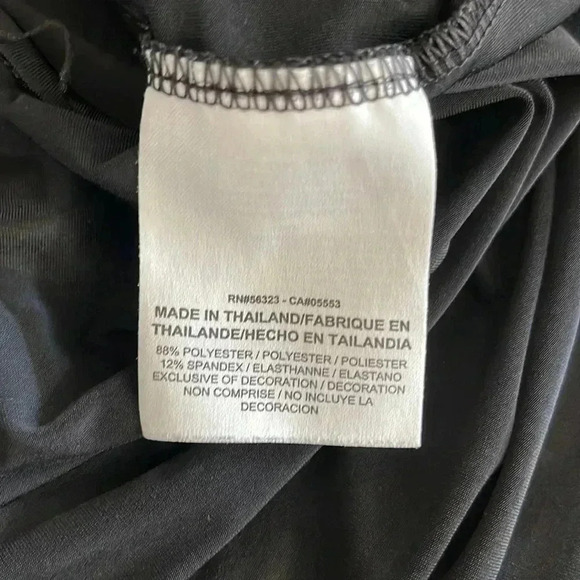 RN#56323 - CA#05553
MADE IN THAILAND/FABRIQUE EN
THAILANDE/HECHO EN TAILANDIA
88% POLYESTER / POLYESTER / POLIESTER
12% SPANDEX / ELASTHANNE / ELASTANO
EXCLUSIVE OF DECORATION / DECORATION
NON COMPRISE / NO INCLUYE LA
DECORACION